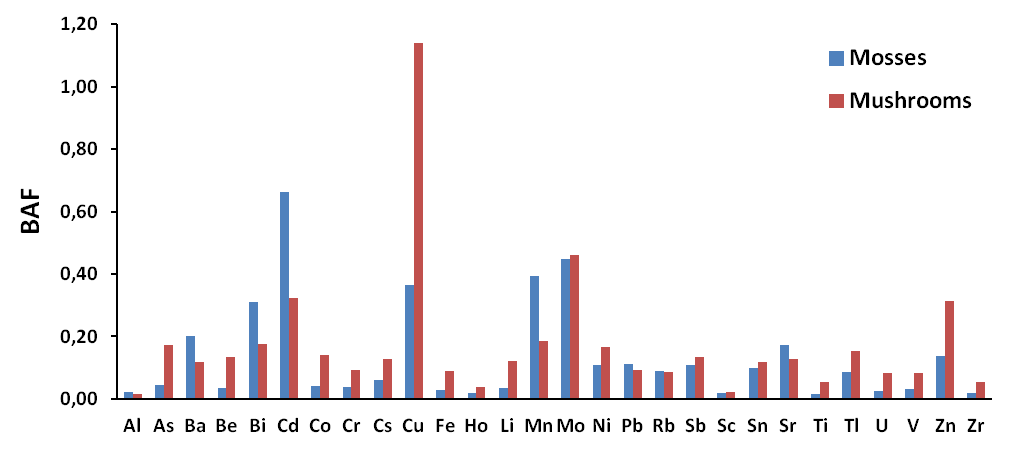 1,20
1,00
0,80
0,60
0,40
0,20
0,00
BAF
Mosses
Mushrooms
Al As Ba Be Bi Cd Co Cr Cs Cu Fe Ho Li Mn Mo Ni Pb Rb Sb Sc Sn Sr Ti Tl U V Zn Zr